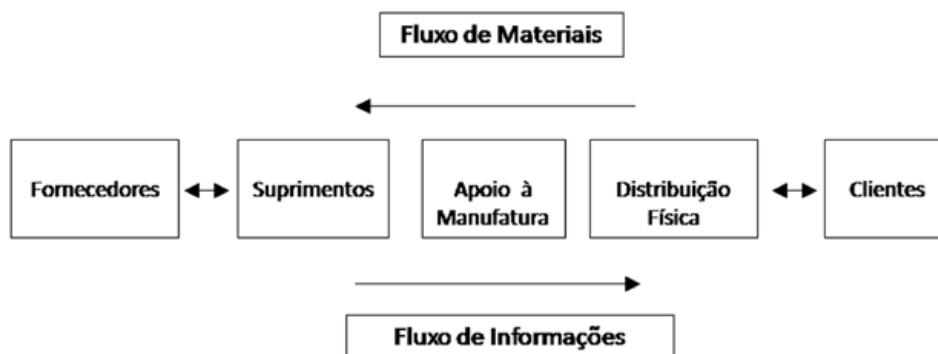 Fluxo de Materiais
Fornecedores
Suprimentos
Apoio à
Manufatura
Distribuição
Física
Clientes
Fluxo de Informações